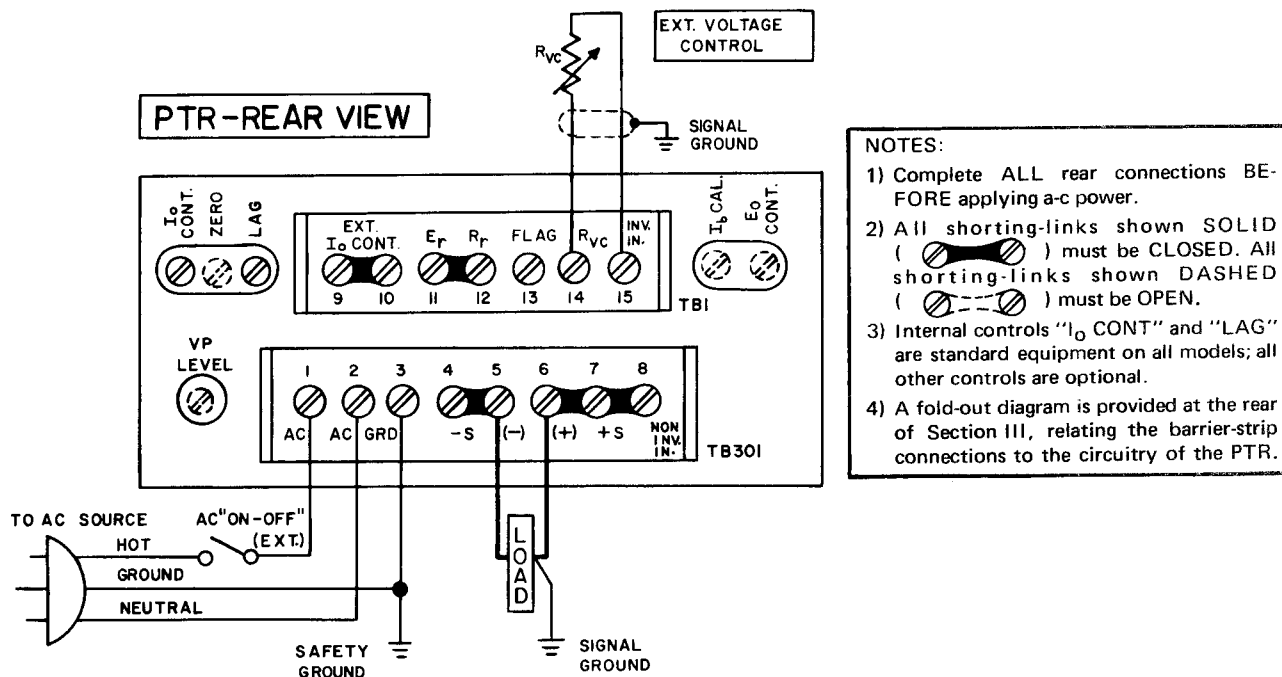 EXT. VOLTAGE
CONTROL
RVC
PTR-REAR VIEW
SIGNAL
GROUND
IO
CONT.
ZERO
LAG
EXT.
IO CONT.
Er
Rr
FLAG
RVC
INV.
IN.
Ib CAL.
EO
CONT.
9 10 11 12 13 14 15
TB1
VP
LEVEL
1 2 3 4 5 6 7 8
AC AC GRD -S (-) (+) +S
NON
INV.
IN.
TB301
TO AC SOURCE
AC "ON-OFF"
(EXT.)
HOT
GROUND
NEUTRAL
LOAD
SAFETY
GROUND
SIGNAL
GROUND
NOTES:
1) Complete ALL rear connections BE-
FORE applying a-c power.
2) All shorting-links shown SOLID
( ) must be CLOSED. All
shorting-links shown DASHED
( ) must be OPEN.
3) Internal controls "IO CONT" and "LAG"
are standard equipment on all models; all
other controls are optional.
4) A fold-out diagram is provided at the rear
of Section III, relating the barrier-strip
connections to the circuitry of the PTR.